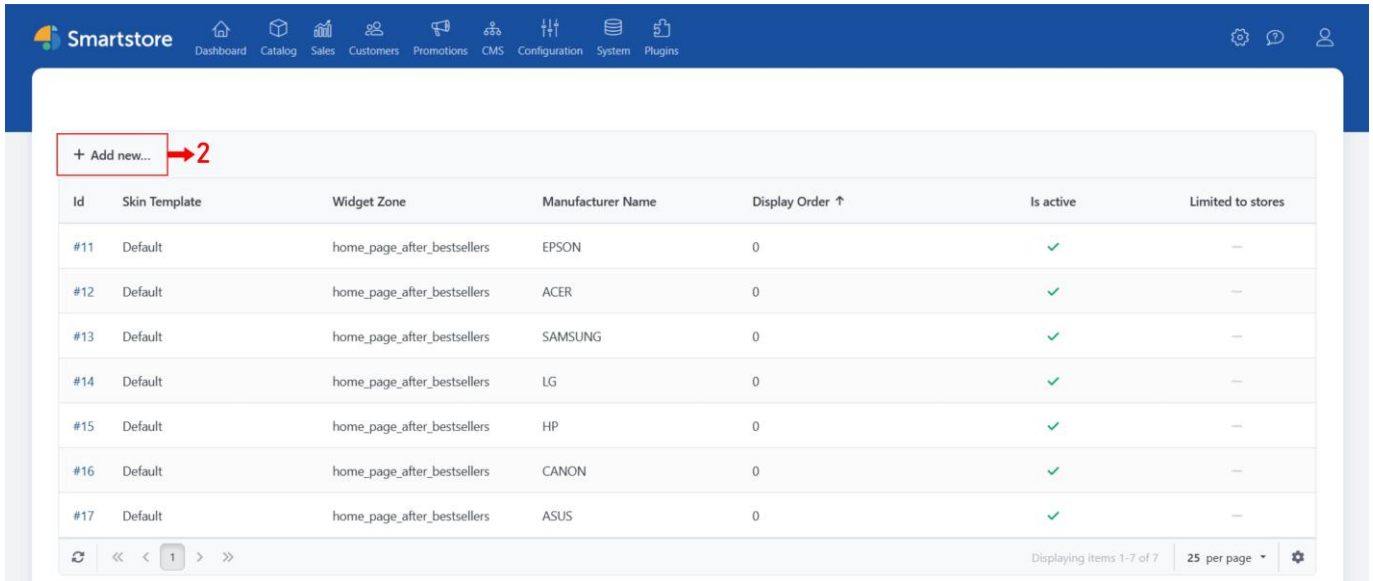 Smartstore Dashboard Catalog Sales Customers Promotions CMS Configuration System Plugins
+ Add new... 2
Id Skin Template Widget Zone Manufacturer Name Display Order ↑ Is active Limited to stores
#11 Default home_page_after_bestsellers EPSON 0
#12 Default home_page_after_bestsellers ACER 0
#13 Default home_page_after_bestsellers SAMSUNG 0
#14 Default home_page_after_bestsellers LG 0
#15 Default home_page_after_bestsellers HP 0
#16 Default home_page_after_bestsellers CANON 0
#17 Default home_page_after_bestsellers ASUS 0
1 Displaying items 1-7 of 7 25 per page